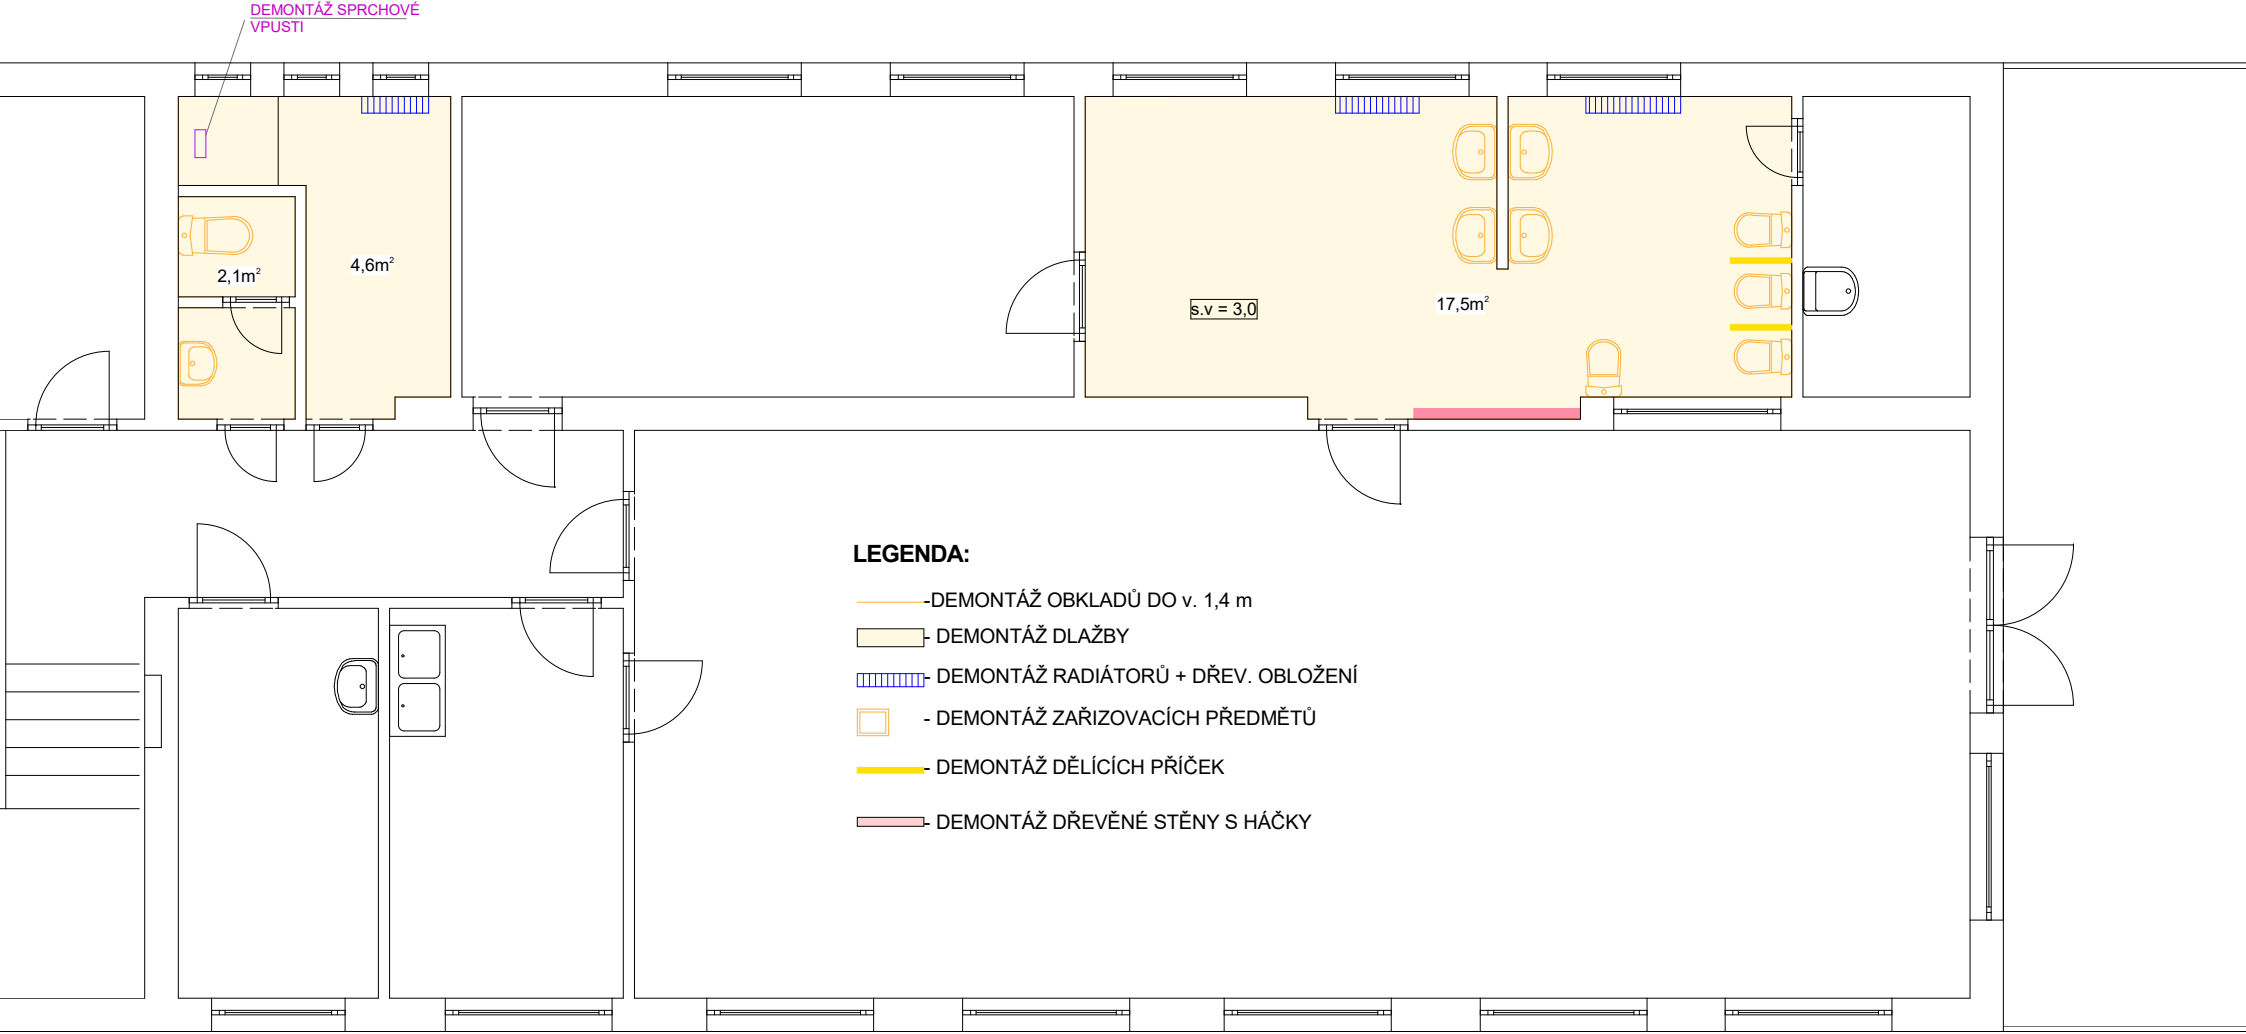 DEMONTÁŽ SPRCHOVÉ
VPUSTI
2,1m²
4,6m²
s.v = 3,0
17,5m²
LEGENDA:
-DEMONTÁŽ OBKLADŮ DO v. 1,4 m
- DEMONTÁŽ DLAŽBY
- DEMONTÁŽ RADIÁTORŮ + DŘEV. OBLOŽENÍ
- DEMONTÁŽ ZAŘIZOVACÍCH PŘEDMĚTŮ
- DEMONTÁŽ DĚLÍCÍCH PŘÍČEK
- DEMONTÁŽ DŘEVĚNÉ STĚNY S HÁČKY